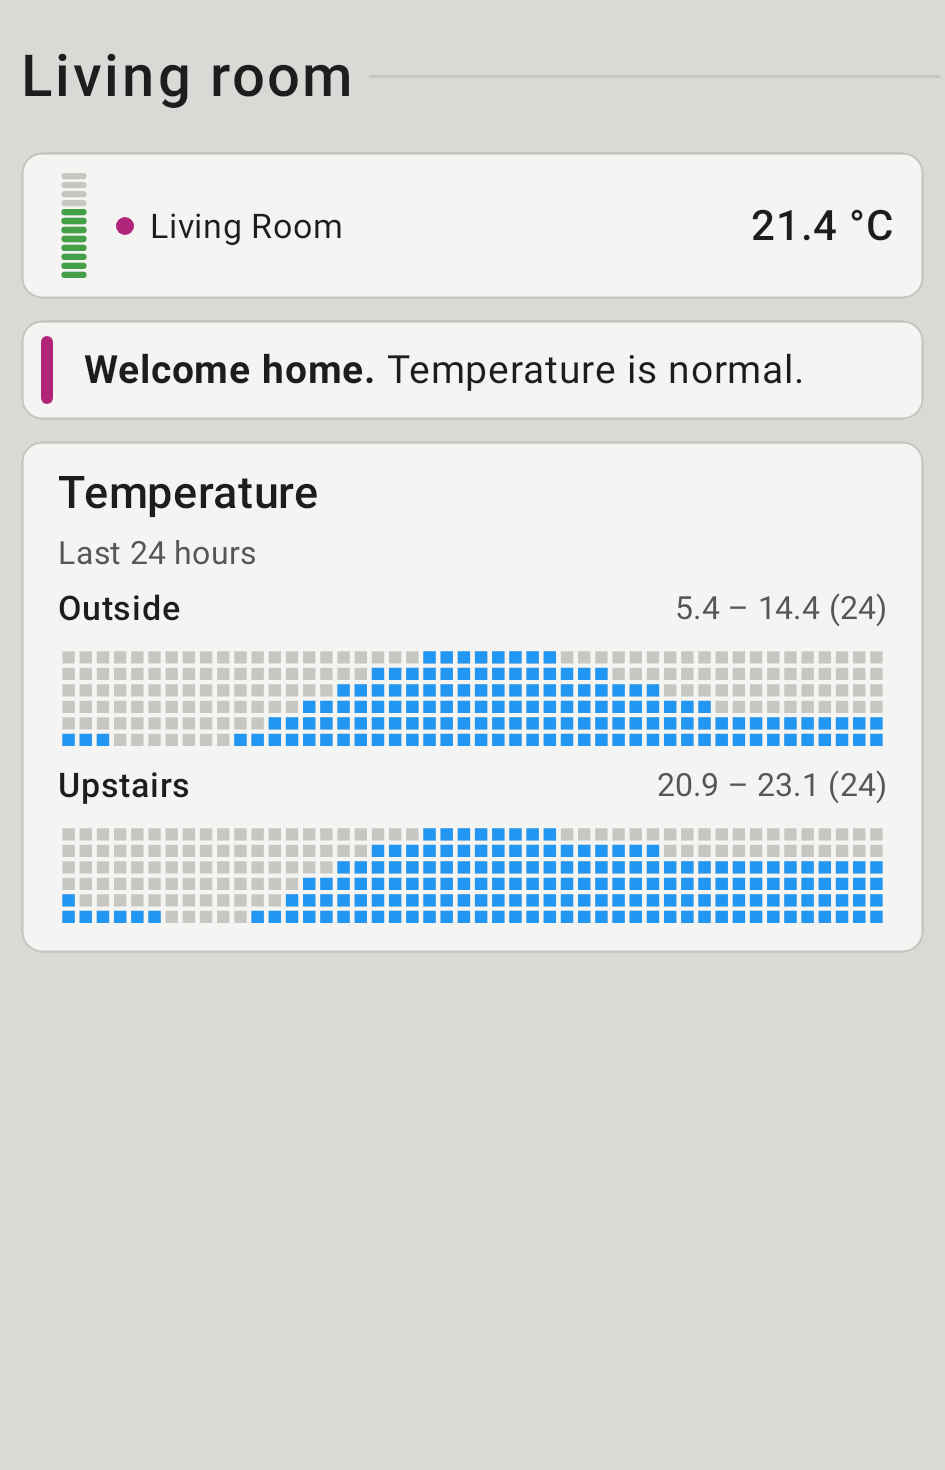 Living room
Living Room 21.4 °C
Welcome home. Temperature is normal.
Temperature
Last 24 hours
Outside 5.4 – 14.4 (24)
Upstairs 20.9 – 23.1 (24)